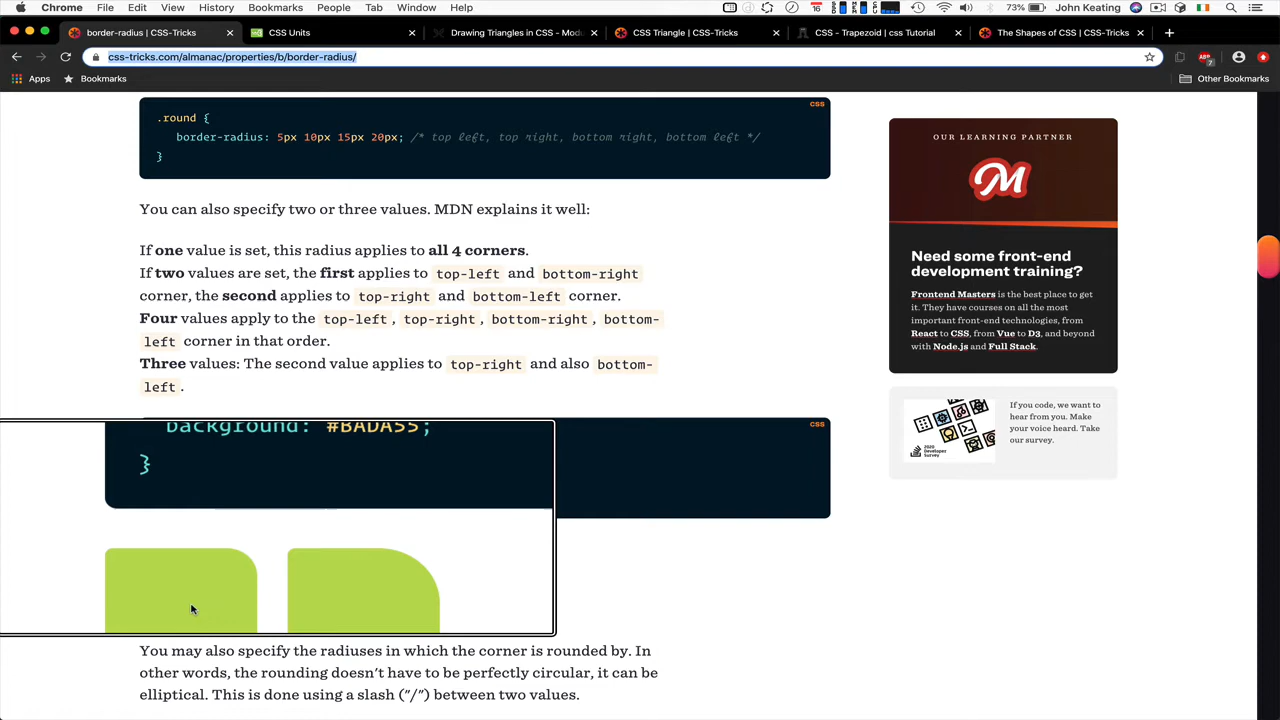 Chrome File Edit View History Bookmarks People Tab Window Help 73% John Keating
border-radius | CSS-Tricks CSS Units Drawing Triangles in CSS - Mod CSS Triangle | CSS-Tricks CSS - Trapezoid | css Tutorial The Shapes of CSS | CSS-Tricks
css-tricks.com/almanac/properties/b/border-radius/
Apps Bookmarks Other Bookmarks
css
.round {
border-radius: 5px 10px 15px 20px; /* top left, top right, bottom right, bottom left */
}
You can also specify two or three values. MDN explains it well:
If one value is set, this radius applies to all 4 corners.
If two values are set, the first applies to top-left and bottom-right
corner, the second applies to top-right and bottom-left corner.
Four values apply to the top-left, top-right, bottom-right, bottom-
left corner in that order.
Three values: The second value applies to top-right and also bottom-
left.
css
background: #BADA55;
}
You may also specify the radiuses in which the corner is rounded by. In
other words, the rounding doesn't have to be perfectly circular, it can be
elliptical. This is done using a slash ("/") between two values.
OUR LEARNING PARTNER
M
Need some front-end
development training?
Frontend Masters is the best place to get
it. They have courses on all the most
important front-end technologies, from
React to CSS, from Vue to D3, and beyond
with Node.js and Full Stack.
If you code, we want to
hear from you. Make
your voice heard. Take
our survey.
2020
Developer
Survey